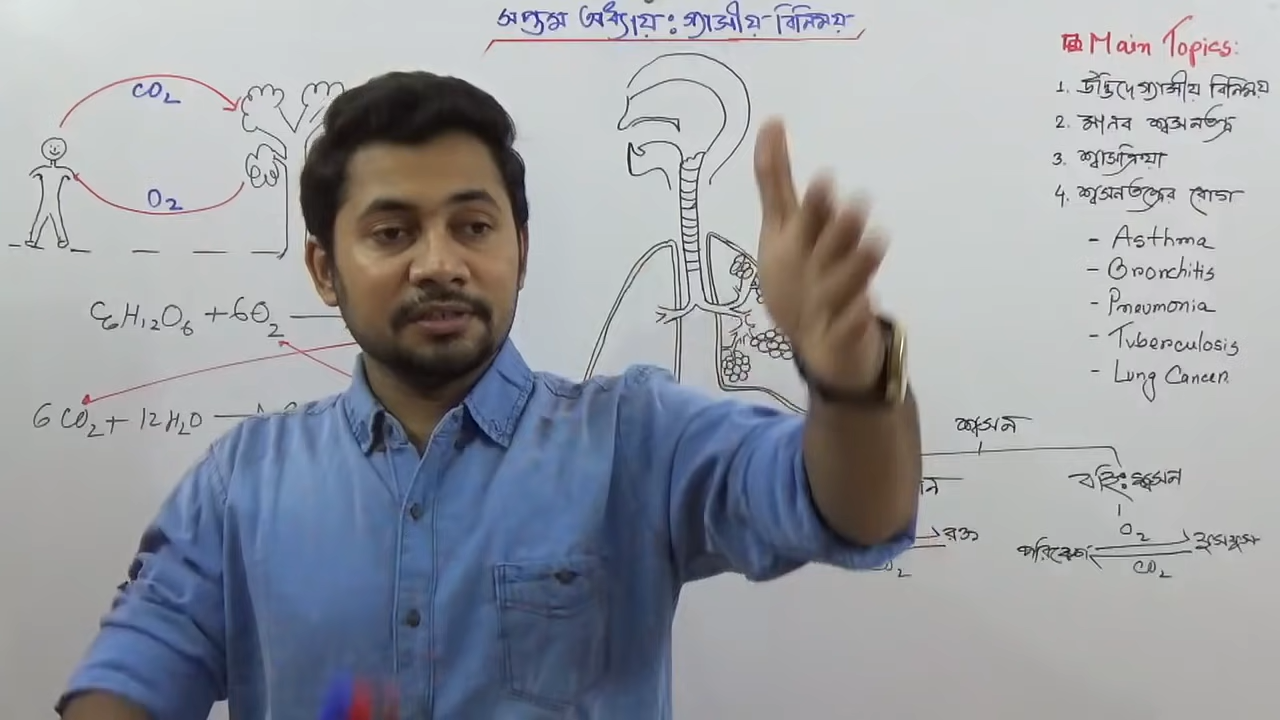 সপ্তম অধ্যায় : গ্যাসীয় বিনিময়
Main Topics:
1. উদ্ভিদে গ্যাসীয় বিনিময়
2. মানব শ্বসনতন্ত্র
3. শ্বাসক্রিয়া
4. শ্বসনতন্ত্রের রোগ
- Asthma
- Bronchitis
- Pneumonia
- Tuberculosis
- Lung Cancer
CO2
O2
C6H12O6 + 6O2
6CO2 + 12H2O
শ্বসন
বহিঃশ্বসন
রক্ত
CO2
O2
পরিবেশ ফুসফুস
CO2